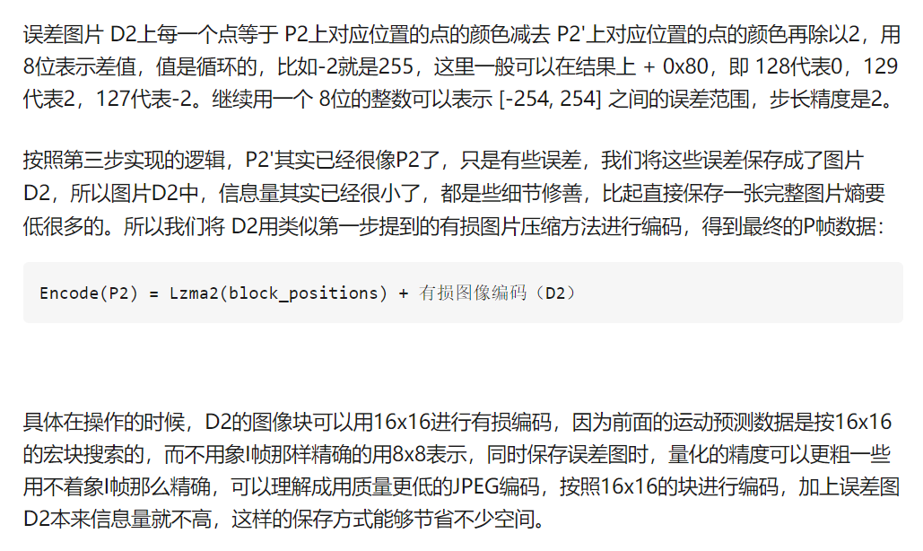 误差图片 D2上每一个点等于 P2上对应位置的点的颜色减去 P2'上对应位置的点的颜色再除以2，用
8位表示差值，值是循环的，比如-2就是255，这里一般可以在结果上 + 0x80，即 128代表0，129
代表2，127代表-2。继续用一个 8位的整数可以表示 [-254, 254] 之间的误差范围，步长精度是2。
按照第三步实现的逻辑，P2'其实已经很像P2了，只是有些误差，我们将这些误差保存成了图片
D2，所以图片D2中，信息量其实已经很小了，都是些细节修善，比起直接保存一张完整图片熵要
低很多的。所以我们将 D2用类似第一步提到的有损图片压缩方法进行编码，得到最终的P帧数据：
Encode(P2) = Lzma2(block_positions) + 有损图像编码（D2）
具体在操作的时候，D2的图像块可以用16x16进行有损编码，因为前面的运动预测数据是按16x16
的宏块搜索的，而不用象I帧那样精确的用8x8表示，同时保存误差图时，量化的精度可以更粗一些
用不着象I帧那么精确，可以理解成用质量更低的JPEG编码，按照16x16的块进行编码，加上误差图
D2本来信息量就不高，这样的保存方式能够节省不少空间。